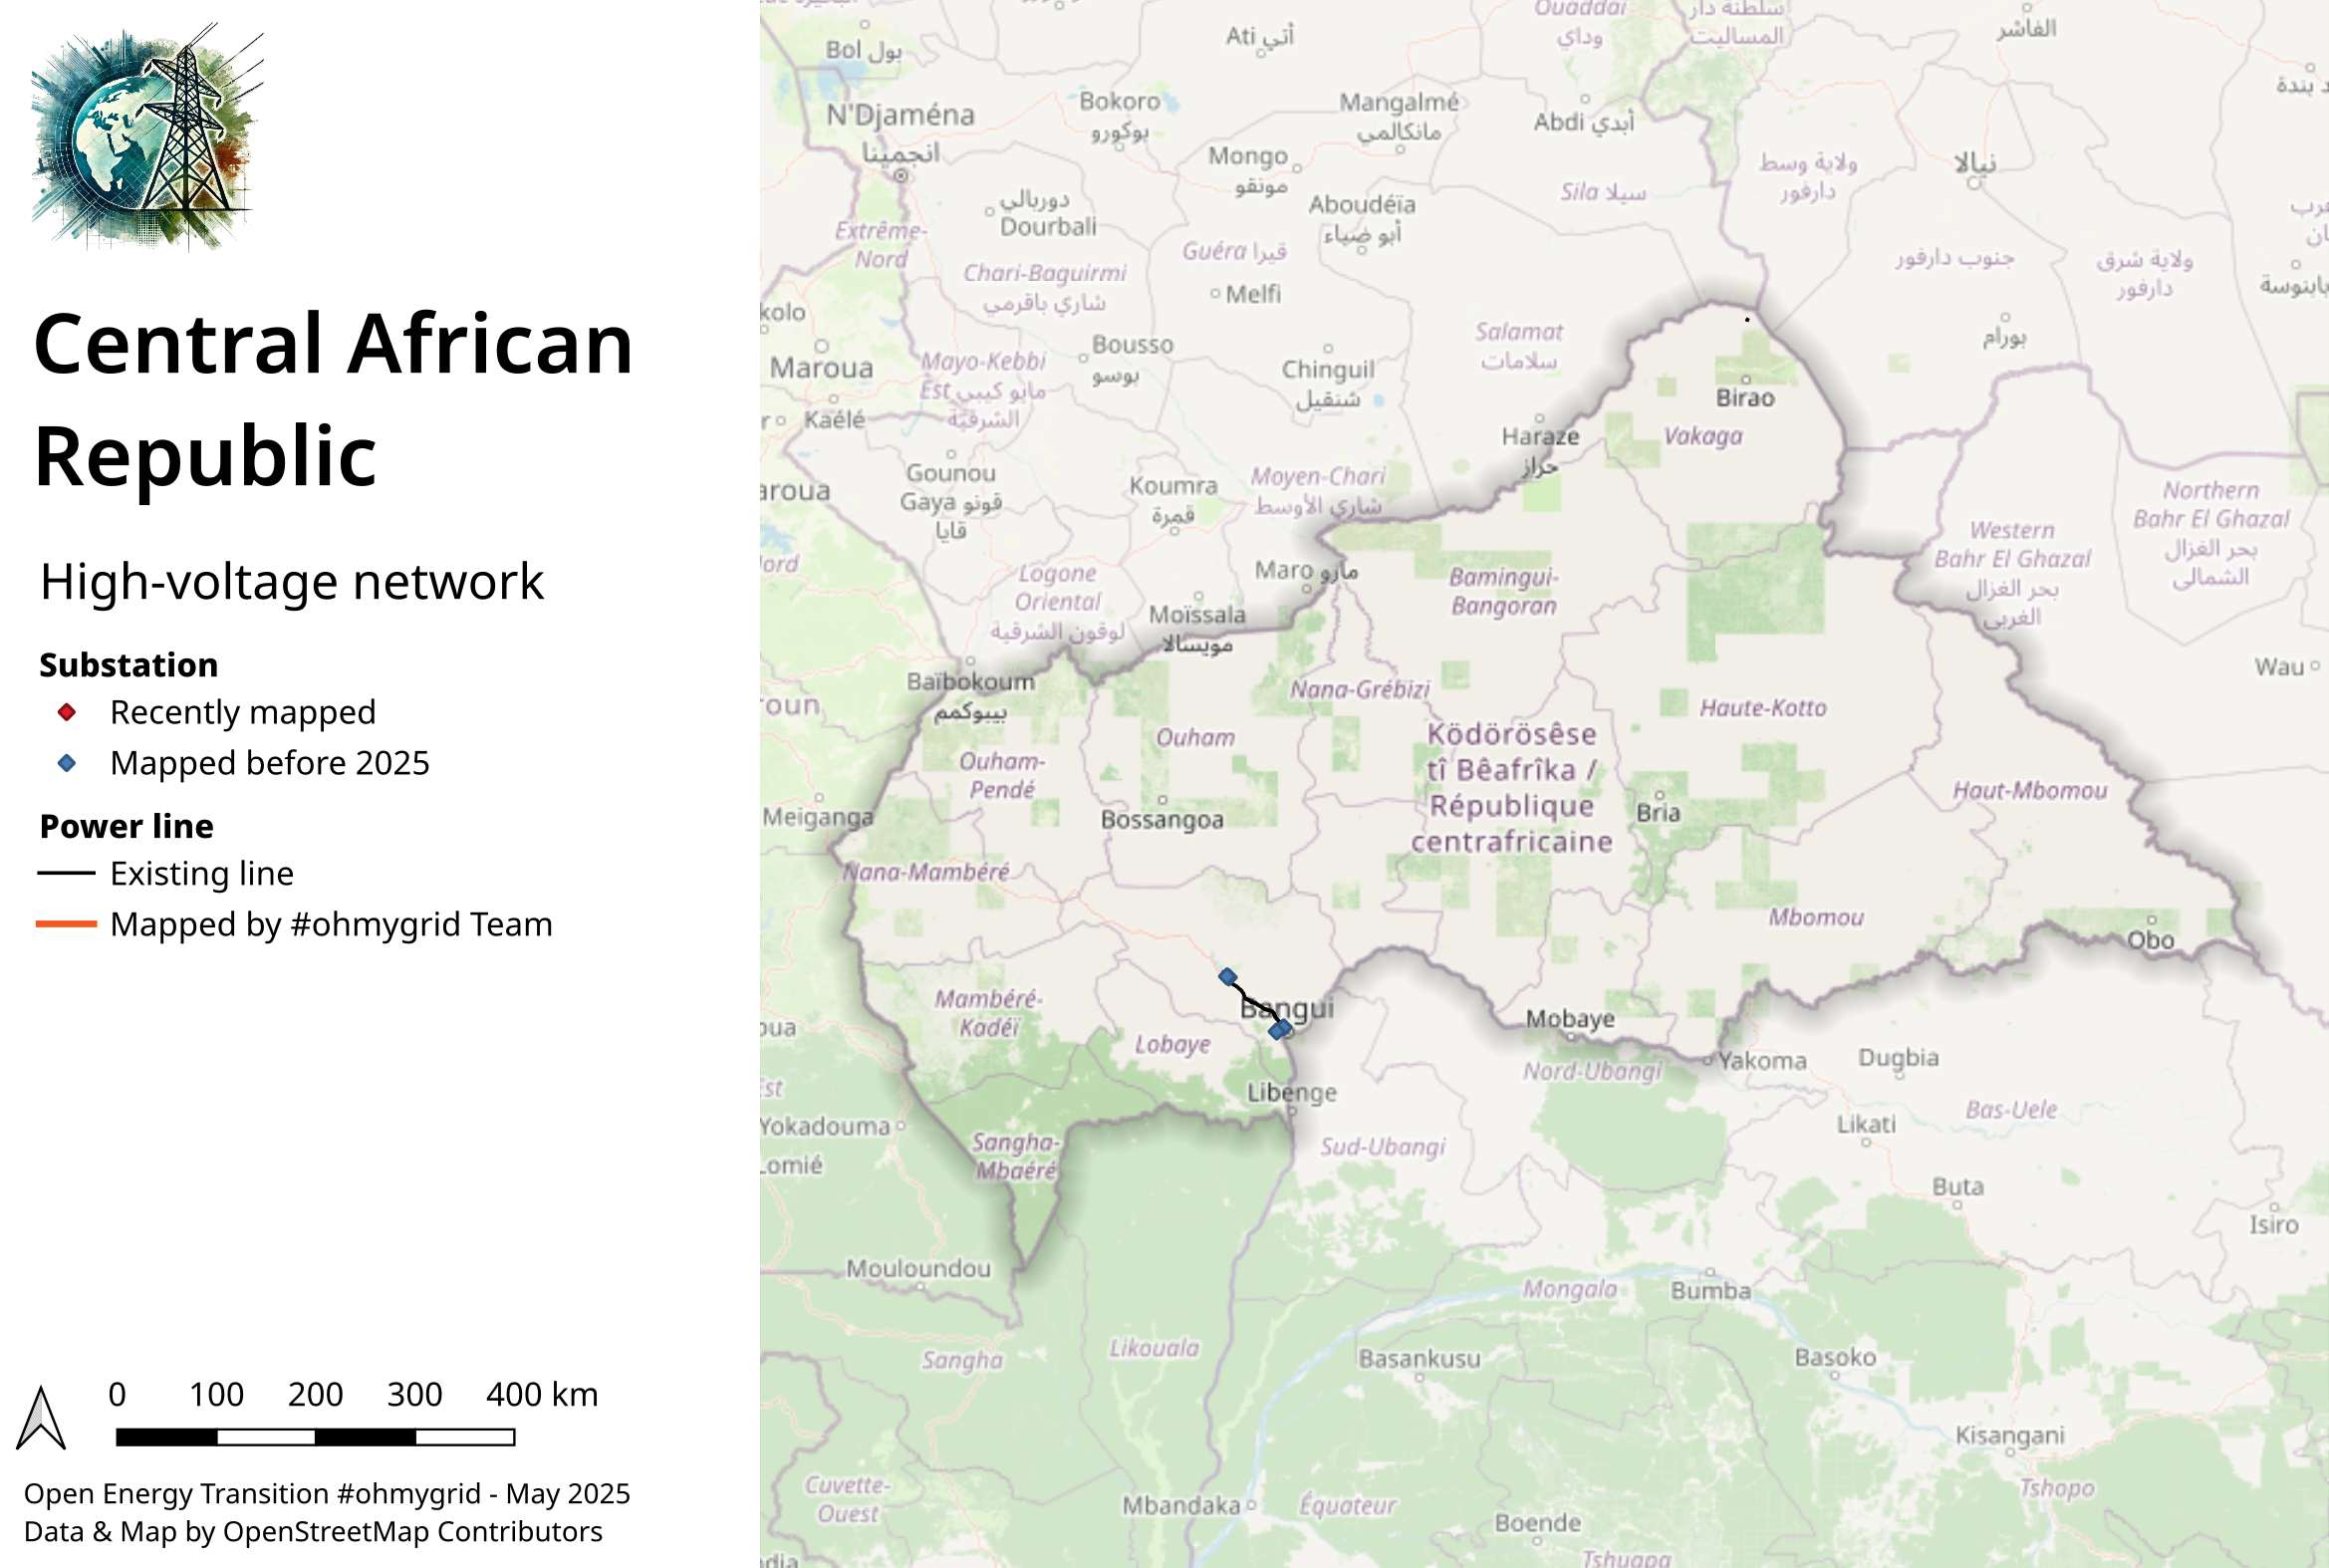 Central African
Republic
High-voltage network
Substation
Recently mapped
Mapped before 2025
Power line
Existing line
Mapped by #ohmygrid Team
0 100 200 300 400 km
Open Energy Transition #ohmygrid - May 2025
Data & Map by OpenStreetMap Contributors
Ouaddaï
وداي
سلطنة دار
المساليت
الفاشر
Ati أتي
Bol بول
N'Djaména
انجمينا
Bokoro
بوكورو
Mangalmé
مانكالمي
Abdi أبدي
Mongo
مونقو
ولاية وسط
دارفور
نيالا
دوربالي
Dourbali
Aboudéïa
أبو ضياء
Sila سيلا
Extrême-
Nord
Guéra قيرا
Chari-Baguirmi
شاري باقرمي
جنوب دارفور
ولاية شرق
دارفور
Melfi
بابنوسة
kolo
Maroua
Bousso
بوسو
Salamat
سلامات
بورام
Mayo-Kebbi
Est مايو كيبي
الشرقية
Chinguil
شنقيل
Birao
Kaélé
Haraze
حراز
Vakaga
aroua
Gounou
Gaya قونو
قايا
Koumra
قمرة
Moyen-Chari
شاري الأوسط
Northern
Bahr El Ghazal
بحر الغزال
الشمالي
Western
Bahr El Ghazal
بحر الغزال
الغربي
Logone
Oriental
لوقون الشرقية
Maro مارو
Bamingui-
Bangoran
Moïssala
مويسالا
Wau
Baïbokoum
بيبوكمم
Nana-Grébizi
Haute-Kotto
roun
Ouham
Ködörösêse
tî Bêafrîka /
République
centrafricaine
Ouham-
Pendé
Haut-Mbomou
Meiganga
Bossangoa
Bria
Nana-Mambéré
Mbomou
Obo
Mambéré-
Kadéï
Bangui
Mobaye
Lobaye
Yakoma
Dugbia
Nord-Ubangi
Libenge
Bas-Uele
Yokadouma
Likati
Sangha-
Mbaéré
Sud-Ubangi
Lomié
Buta
Isiro
Mouloundou
Mongala
Bumba
Likouala
Sangha
Basankusu
Basoko
Kisangani
Cuvette-
Ouest
Tshopo
Mbandaka
Équateur
Boende
Tshuapa